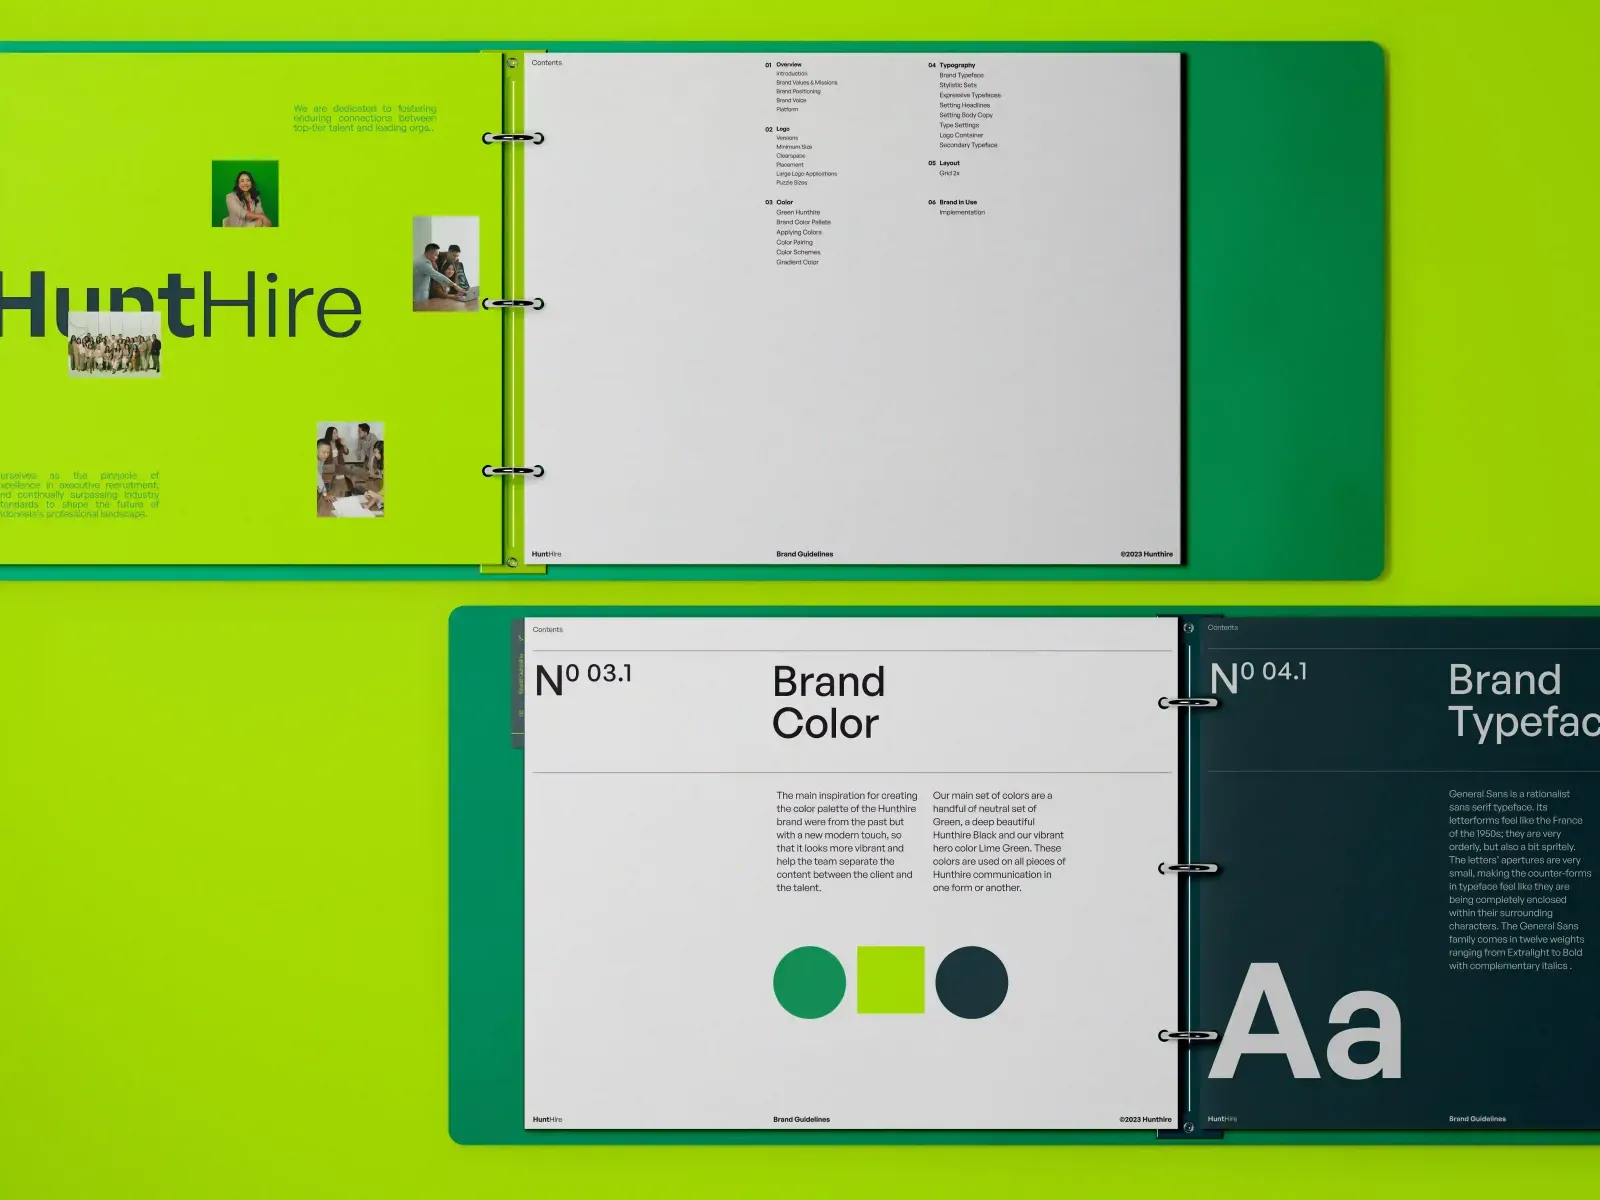 We are dedicated to fostering
enduring connections between
top-tier talent and leading orgs..
HuntHire
urselves as the pinnacle of
xcellence in executive recruitment,
nd continually surpassing industry
tandards to shape the future of
ndonesia's professional landscape.
Contents
01 Overview
Introduction
Brand Values & Missions
Brand Positioning
Brand Voice
Platform
02 Logo
Versions
Minimum Size
Clearspace
Placement
Large Logo Applications
Puzzle Sizes
03 Color
Green Hunthire
Brand Color Pallete
Applying Colors
Color Pairing
Color Schemes
Gradient Color
04 Typography
Brand Typeface
Stylistic Sets
Expressive Typefaces
Setting Headlines
Setting Body Copy
Type Settings
Logo Container
Secondary Typeface
05 Layout
Grid 2x
06 Brand In Use
Implementation
HuntHire
Brand Guidelines
©2023 Hunthire
Contents
N⁰ 03.1
Brand
Color
The main inspiration for creating
the color palette of the Hunthire
brand were from the past but
with a new modern touch, so
that it looks more vibrant and
help the team separate the
content between the client and
the talent.
Our main set of colors are a
handful of neutral set of
Green, a deep beautiful
Hunthire Black and our vibrant
hero color Lime Green. These
colors are used on all pieces of
Hunthire communication in
one form or another.
HuntHire
Brand Guidelines
©2023 Hunthire
Contents
N⁰ 04.1
Brand
Typefac
General Sans is a rationalist
sans serif typeface. Its
letterforms feel like the France
of the 1950s; they are very
orderly, but also a bit spritely.
The letters' apertures are very
small, making the counter-forms
in typeface feel like they are
being completely enclosed
within their surrounding
characters. The General Sans
family comes in twelve weights
ranging from Extralight to Bold
with complementary italics .
Aa
HuntHire
Brand Guidelines